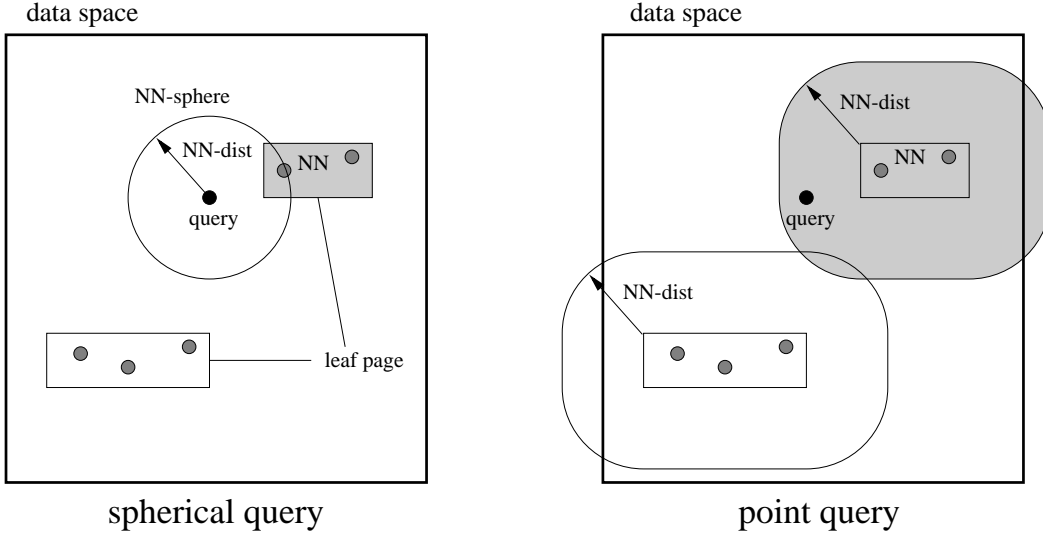 data space
NN-sphere
NN-dist
NN
query
leaf page
spherical query
data space
NN-dist
NN
query
NN-dist
point query